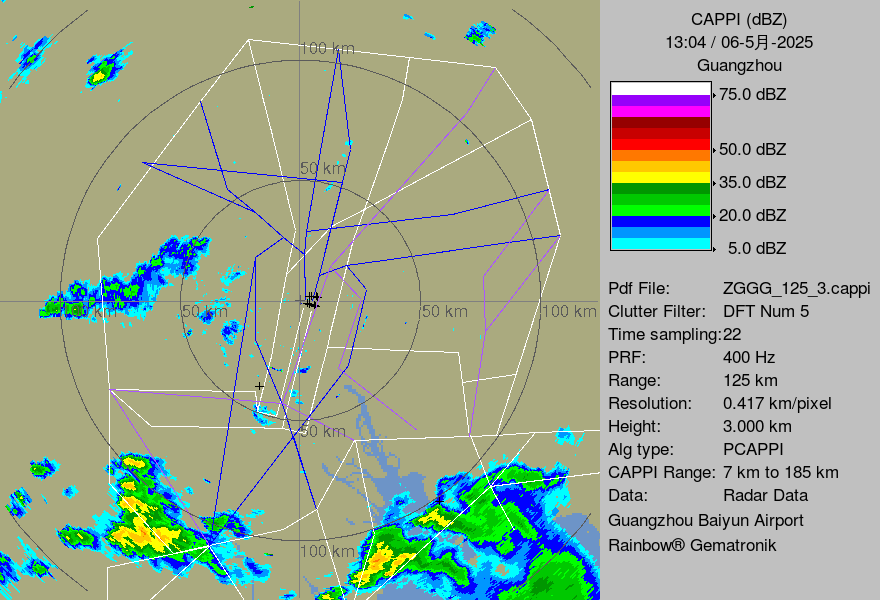 CAPPI (dBZ)
13:04 / 06-5月-2025
Guangzhou
75.0 dBZ
50.0 dBZ
35.0 dBZ
20.0 dBZ
5.0 dBZ
Pdf File: ZGGG_125_3.cappi
Clutter Filter: DFT Num 5
Time sampling:22
PRF: 400 Hz
Range: 125 km
Resolution: 0.417 km/pixel
Height: 3.000 km
Alg type: PCAPPI
CAPPI Range: 7 km to 185 km
Data: Radar Data
Guangzhou Baiyun Airport
Rainbow® Gematronik
100 km
50 km
100 km
50 km
50 km
100 km
50 km
100 km